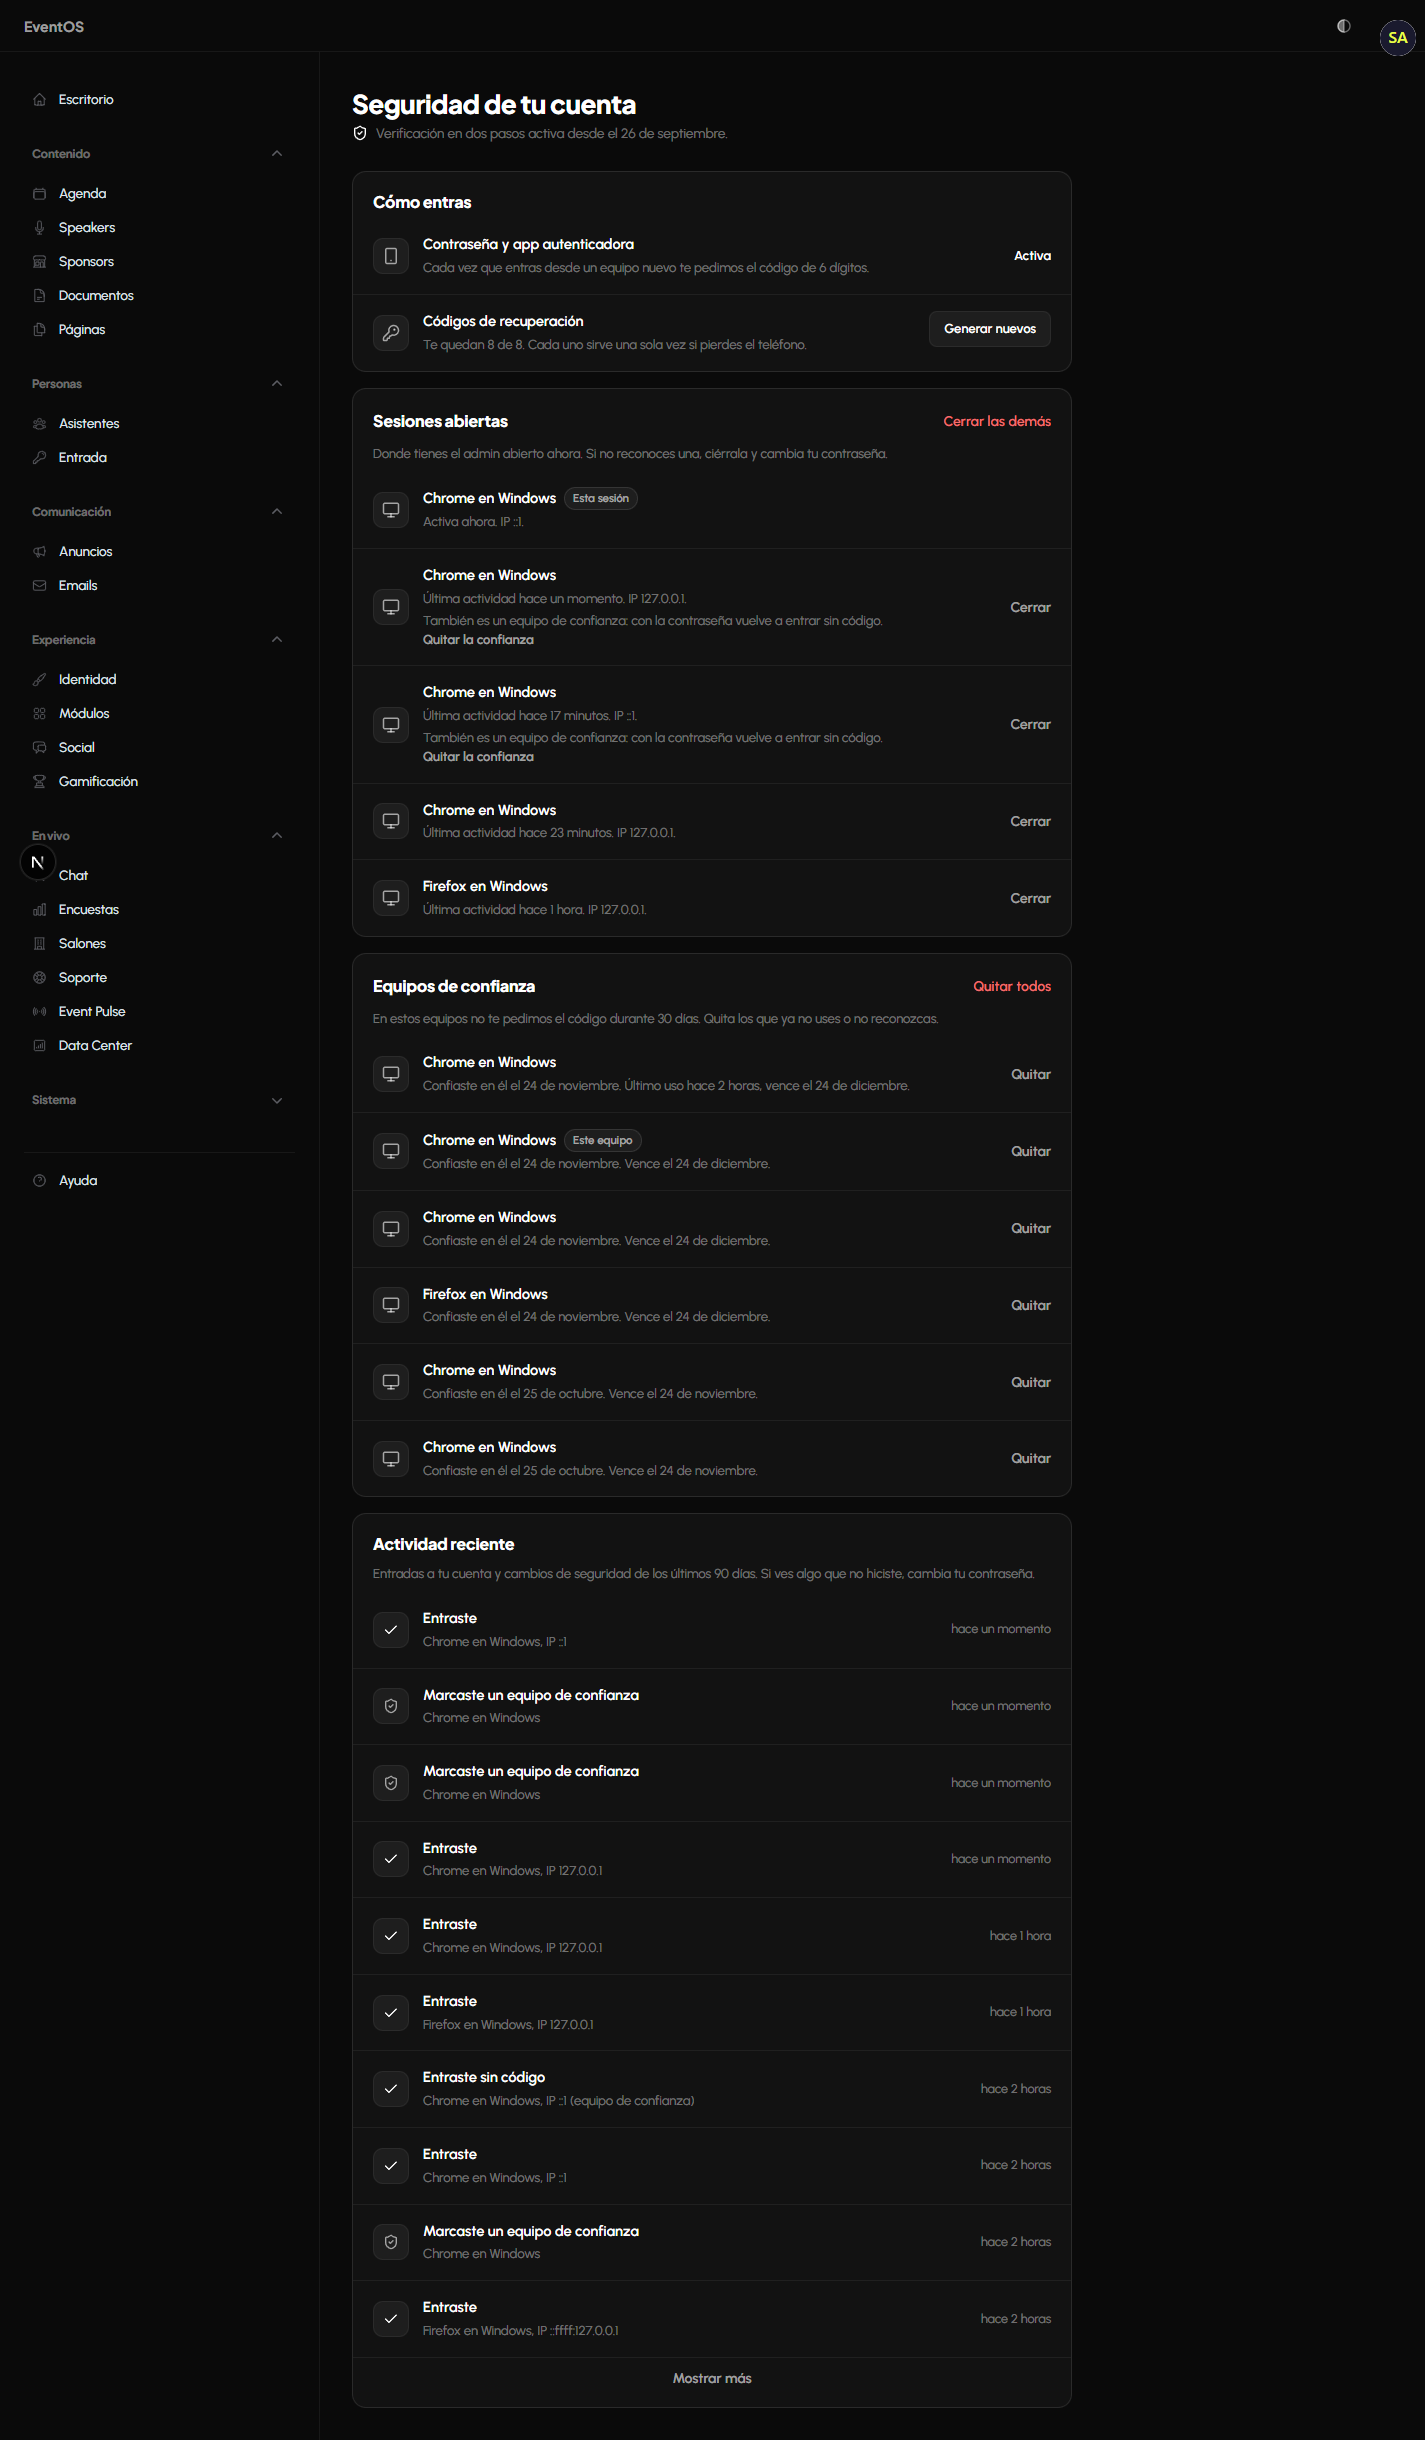 EventOS
SA
Escritorio
Contenido
Agenda
Speakers
Sponsors
Documentos
Páginas
Personas
Asistentes
Entrada
Comunicación
Anuncios
Emails
Experiencia
Identidad
Módulos
Social
Gamificación
En vivo
N
Chat
Encuestas
Salones
Soporte
Event Pulse
Data Center
Sistema
Ayuda
Seguridad de tu cuenta
Verificación en dos pasos activa desde el 26 de septiembre.
Cómo entras
Contraseña y app autenticadora
Cada vez que entras desde un equipo nuevo te pedimos el código de 6 dígitos.
Activa
Códigos de recuperación
Te quedan 8 de 8. Cada uno sirve una sola vez si pierdes el teléfono.
Generar nuevos
Sesiones abiertas
Cerrar las demás
Donde tienes el admin abierto ahora. Si no reconoces una, ciérrala y cambia tu contraseña.
Chrome en Windows Esta sesión
Activa ahora. IP ::1.
Chrome en Windows
Última actividad hace un momento. IP 127.0.0.1.
También es un equipo de confianza: con la contraseña vuelve a entrar sin código.
Quitar la confianza
Cerrar
Chrome en Windows
Última actividad hace 17 minutos. IP ::1.
También es un equipo de confianza: con la contraseña vuelve a entrar sin código.
Quitar la confianza
Cerrar
Chrome en Windows
Última actividad hace 23 minutos. IP 127.0.0.1.
Cerrar
Firefox en Windows
Última actividad hace 1 hora. IP 127.0.0.1.
Cerrar
Equipos de confianza
Quitar todos
En estos equipos no te pedimos el código durante 30 días. Quita los que ya no uses o no reconozcas.
Chrome en Windows
Confiaste en él el 24 de noviembre. Último uso hace 2 horas, vence el 24 de diciembre.
Quitar
Chrome en Windows Este equipo
Confiaste en él el 24 de noviembre. Vence el 24 de diciembre.
Quitar
Chrome en Windows
Confiaste en él el 24 de noviembre. Vence el 24 de diciembre.
Quitar
Firefox en Windows
Confiaste en él el 24 de noviembre. Vence el 24 de diciembre.
Quitar
Chrome en Windows
Confiaste en él el 25 de octubre. Vence el 24 de noviembre.
Quitar
Chrome en Windows
Confiaste en él el 25 de octubre. Vence el 24 de noviembre.
Quitar
Actividad reciente
Entradas a tu cuenta y cambios de seguridad de los últimos 90 días. Si ves algo que no hiciste, cambia tu contraseña.
Entraste
Chrome en Windows, IP ::1
hace un momento
Marcaste un equipo de confianza
Chrome en Windows
hace un momento
Marcaste un equipo de confianza
Chrome en Windows
hace un momento
Entraste
Chrome en Windows, IP 127.0.0.1
hace un momento
Entraste
Chrome en Windows, IP 127.0.0.1
hace 1 hora
Entraste
Firefox en Windows, IP 127.0.0.1
hace 1 hora
Entraste sin código
Chrome en Windows, IP ::1 (equipo de confianza)
hace 2 horas
Entraste
Chrome en Windows, IP ::1
hace 2 horas
Marcaste un equipo de confianza
Chrome en Windows
hace 2 horas
Entraste
Firefox en Windows, IP ::ffff:127.0.0.1
hace 2 horas
Mostrar más